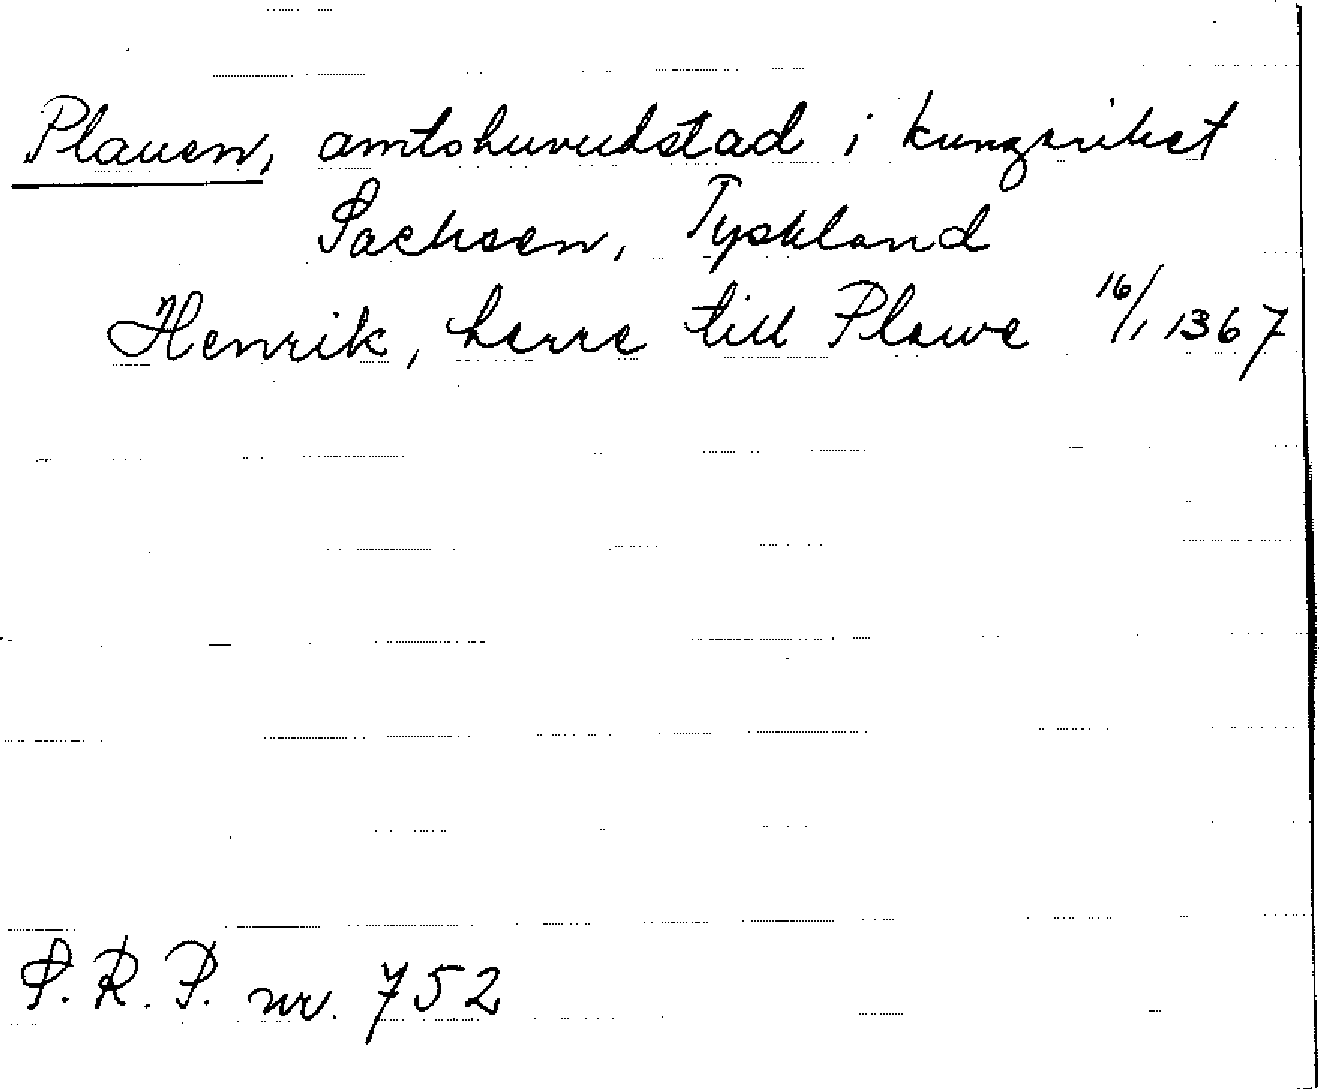 Plauen, amtshuvudstad i kungariket
Sachsen, Tyskland
Henrik, herre till Plawe 16/1 1367
S.R.P. nr. 752